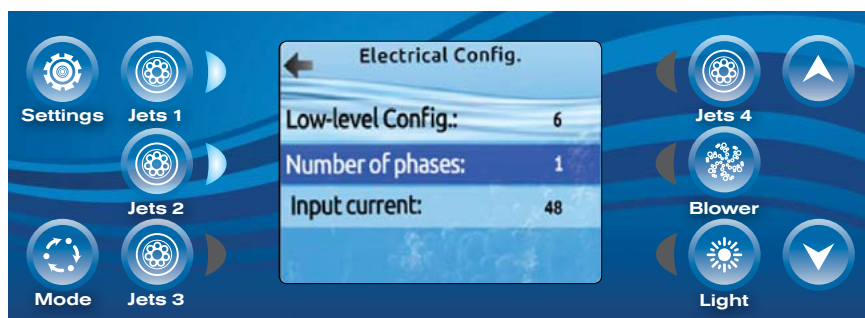 Electrical Config.
Settings
Jets 1
Low-level Config.: 6
Jets 4
Number of phases: 1
Jets 2
Input current: 48
Blower
Mode
Jets 3
Light